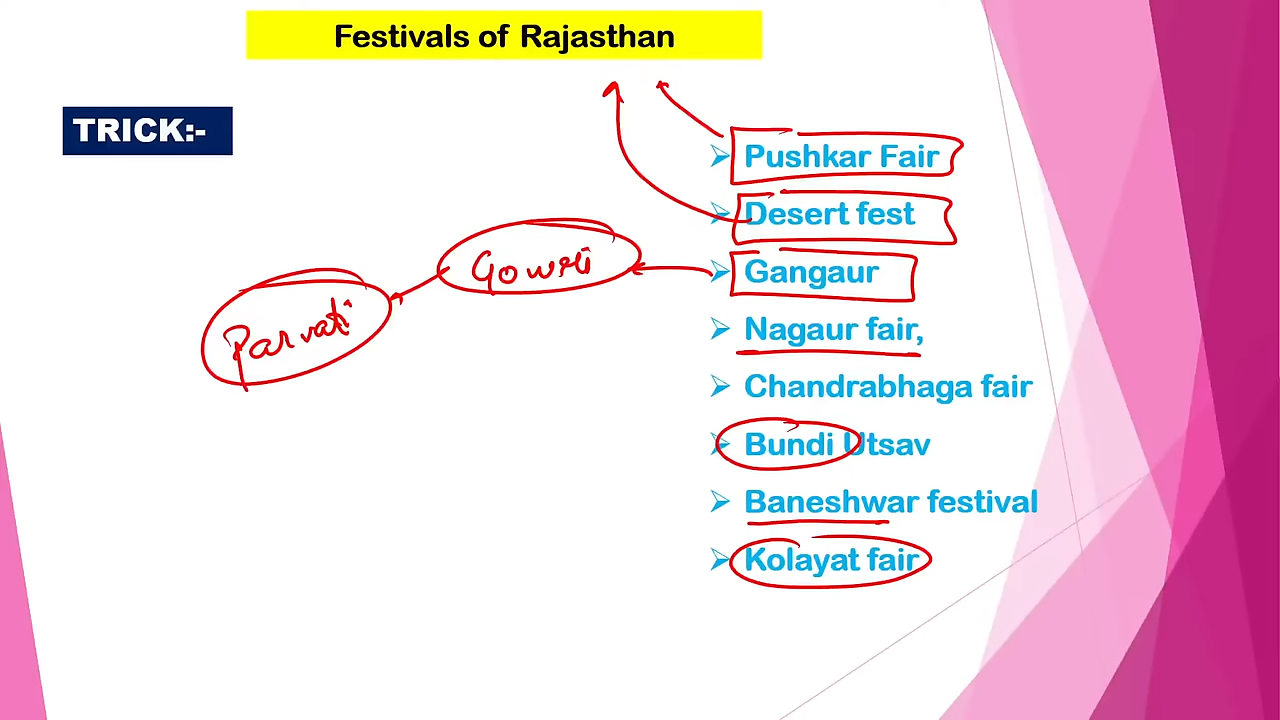 Festivals of Rajasthan
TRICK:-
Pushkar Fair
Desert fest
Gangaur
Gowri
Parvati
Nagaur fair,
Chandrabhaga fair
Bundi Utsav
Baneshwar festival
Kolayat fair